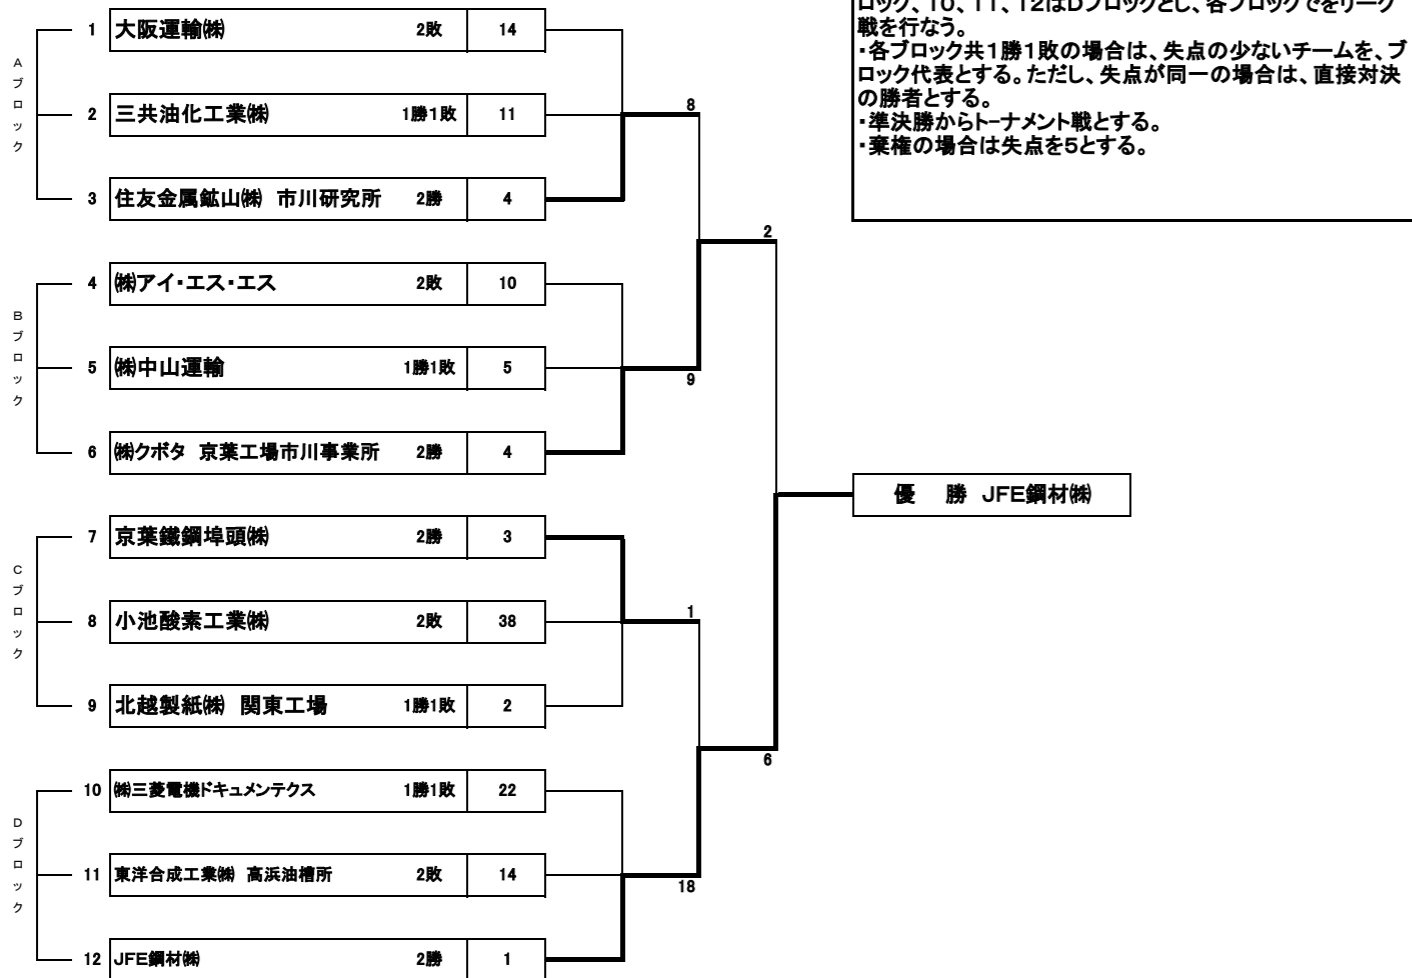 ロック、10、11、12はDブロックとし、各ブロックでをリーグ
戦を行なう。
・各ブロック共1勝1敗の場合は、失点の少ないチームを、ブ
ロック代表とする。ただし、失点が同一の場合は、直接対決
の勝者とする。
・準決勝からトーナメント戦とする。
・棄権の場合は失点を5とする。
Aブロック
1 大阪運輸㈱ 2敗 14
2 三共油化工業㈱ 1勝1敗 11
3 住友金属鉱山㈱ 市川研究所 2勝 4
8
Bブロック
4 ㈱アイ・エス・エス 2敗 10
5 ㈱中山運輸 1勝1敗 5
6 ㈱クボタ 京葉工場市川事業所 2勝 4
9
2
Cブロック
7 京葉鐵鋼埠頭㈱ 2勝 3
8 小池酸素工業㈱ 2敗 38
9 北越製紙㈱ 関東工場 1勝1敗 2
1
Dブロック
10 ㈱三菱電機ドキュメンテクス 1勝1敗 22
11 東洋合成工業㈱ 高浜油槽所 2敗 14
12 JFE鋼材㈱ 2勝 1
18
6
優 勝 JFE鋼材㈱